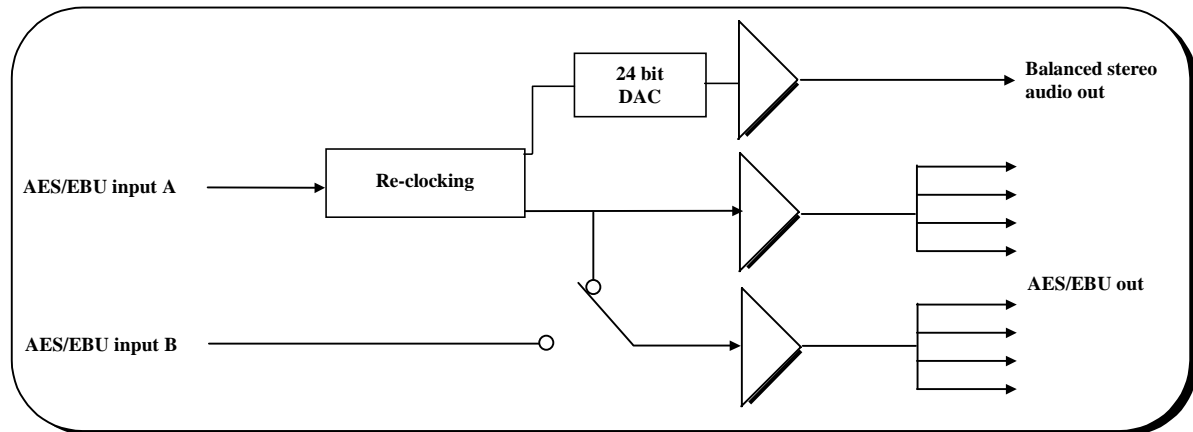 24 bit
DAC
Balanced stereo
audio out
AES/EBU input A
Re-clocking
AES/EBU out
AES/EBU input B